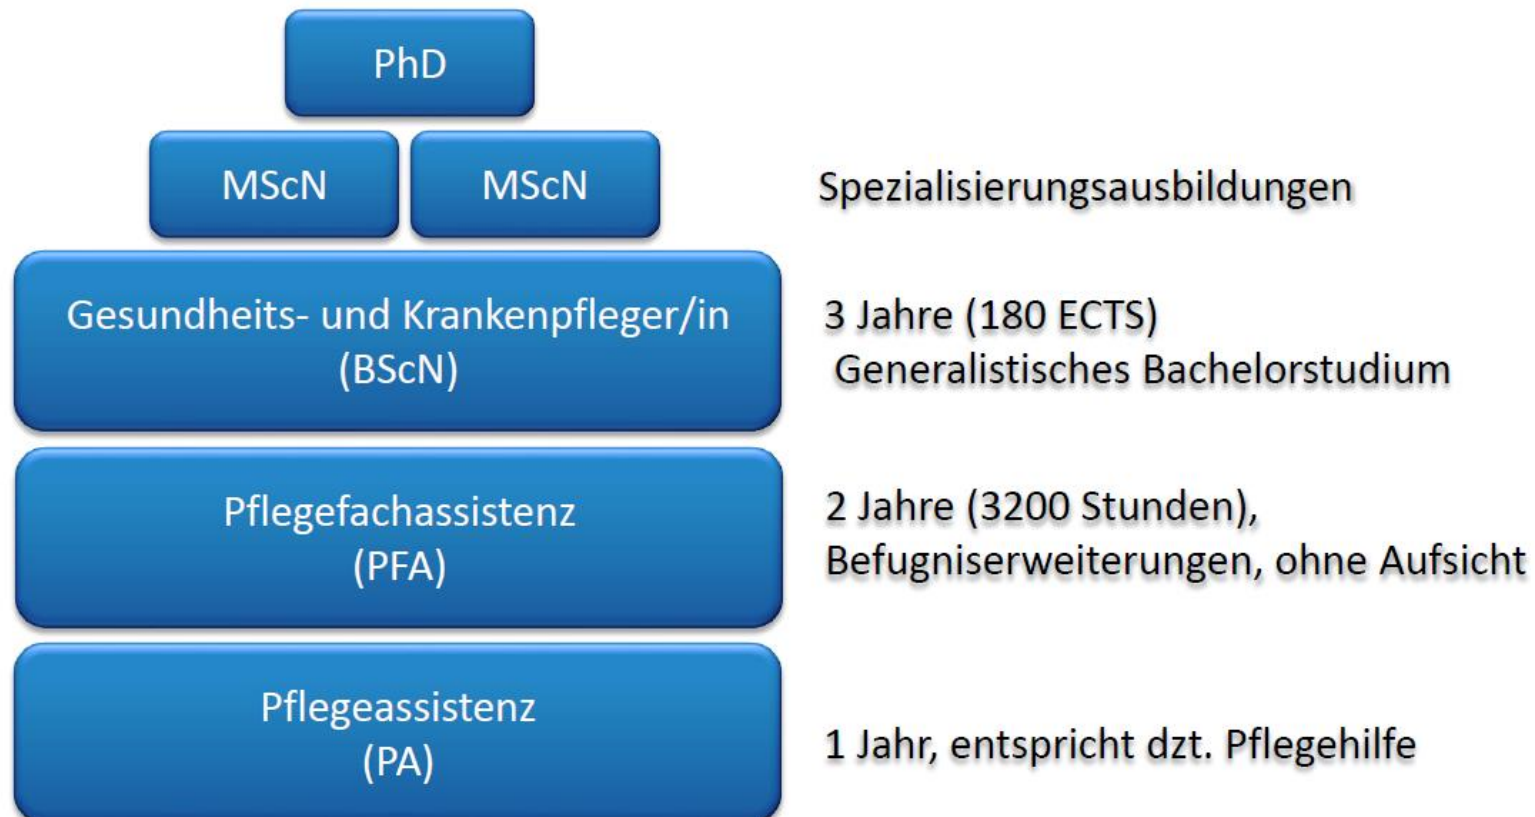 PhD
MScN
MScN
Spezialisierungsausbildungen
Gesundheits- und Krankenpfleger/in
(BScN)
3 Jahre (180 ECTS)
Generalistisches Bachelorstudium
Pflegefachassistenz
(PFA)
2 Jahre (3200 Stunden),
Befugniserweiterungen, ohne Aufsicht
Pflegeassistenz
(PA)
1 Jahr, entspricht dzt. Pflegehilfe